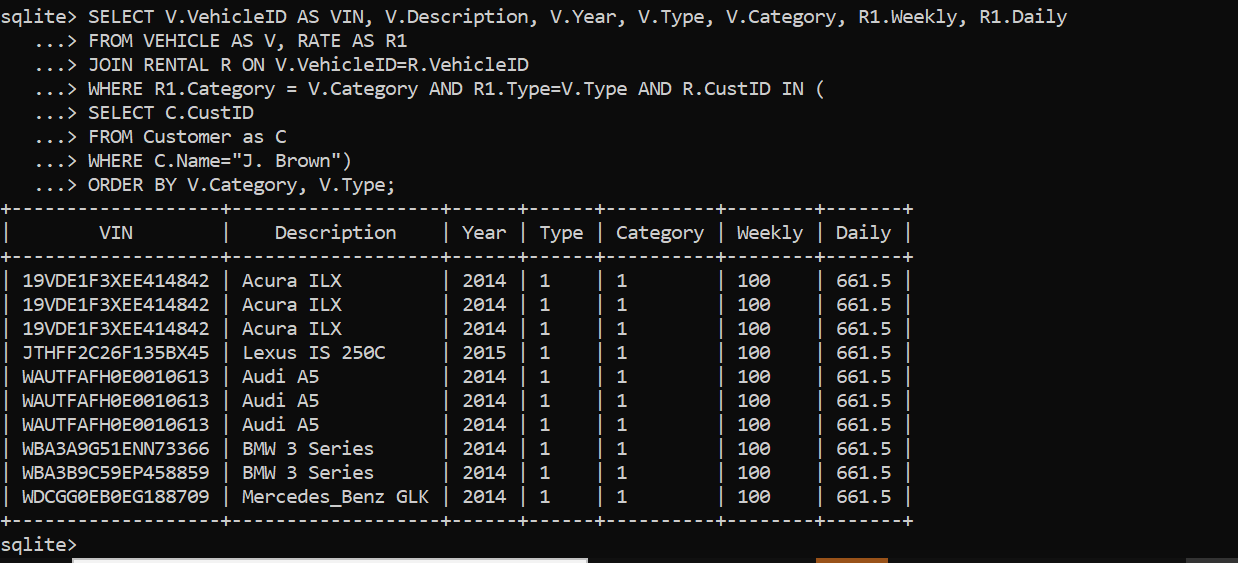 sqlite> SELECT V.VehicleID AS VIN, V.Description, V.Year, V.Type, V.Category, R1.Weekly, R1.Daily
   ...> FROM VEHICLE AS V, RATE AS R1
   ...> JOIN RENTAL R ON V.VehicleID=R.VehicleID
   ...> WHERE R1.Category = V.Category AND R1.Type=V.Type AND R.CustID IN (
   ...> SELECT C.CustID
   ...> FROM Customer as C
   ...> WHERE C.Name="J. Brown")
   ...> ORDER BY V.Category, V.Type;
+-------------------+-------------------+------+------+----------+--------+-------+
|        VIN        |    Description    | Year | Type | Category | Weekly | Daily |
+-------------------+-------------------+------+------+----------+--------+-------+
| 19VDE1F3XEE414842 | Acura ILX         | 2014 | 1    | 1        | 100    | 661.5 |
| 19VDE1F3XEE414842 | Acura ILX         | 2014 | 1    | 1        | 100    | 661.5 |
| 19VDE1F3XEE414842 | Acura ILX         | 2014 | 1    | 1        | 100    | 661.5 |
| JTHFF2C26F135BX45 | Lexus IS 250C     | 2015 | 1    | 1        | 100    | 661.5 |
| WAUTFAFH0E0010613 | Audi A5           | 2014 | 1    | 1        | 100    | 661.5 |
| WAUTFAFH0E0010613 | Audi A5           | 2014 | 1    | 1        | 100    | 661.5 |
| WAUTFAFH0E0010613 | Audi A5           | 2014 | 1    | 1        | 100    | 661.5 |
| WBA3A9G51ENN73366 | BMW 3 Series      | 2014 | 1    | 1        | 100    | 661.5 |
| WBA3B9C59EP458859 | BMW 3 Series      | 2014 | 1    | 1        | 100    | 661.5 |
| WDCGG0EB0EG188709 | Mercedes_Benz GLK | 2014 | 1    | 1        | 100    | 661.5 |
+-------------------+-------------------+------+------+----------+--------+-------+
sqlite>